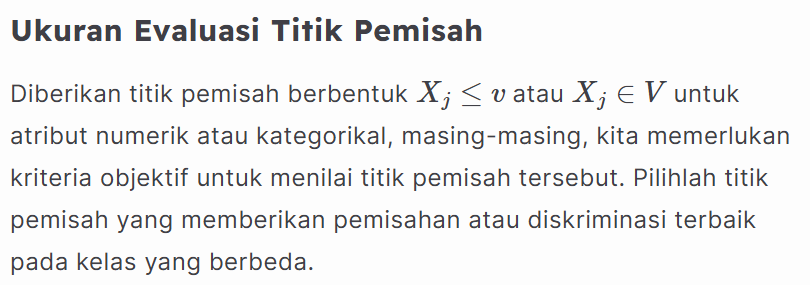 Ukuran Evaluasi Titik Pemisah
Diberikan titik pemisah berbentuk $X_j \leq v$ atau $X_j \in V$ untuk
atribut numerik atau kategorikal, masing-masing, kita memerlukan
kriteria objektif untuk menilai titik pemisah tersebut. Pilihlah titik
pemisah yang memberikan pemisahan atau diskriminasi terbaik
pada kelas yang berbeda.